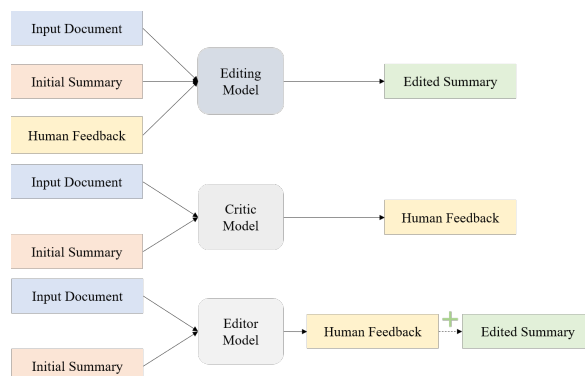 Input Document
Initial Summary
Human Feedback
Editing
Model
Edited Summary
Input Document
Initial Summary
Critic
Model
Human Feedback
Input Document
Initial Summary
Editor
Model
Human Feedback
+
Edited Summary